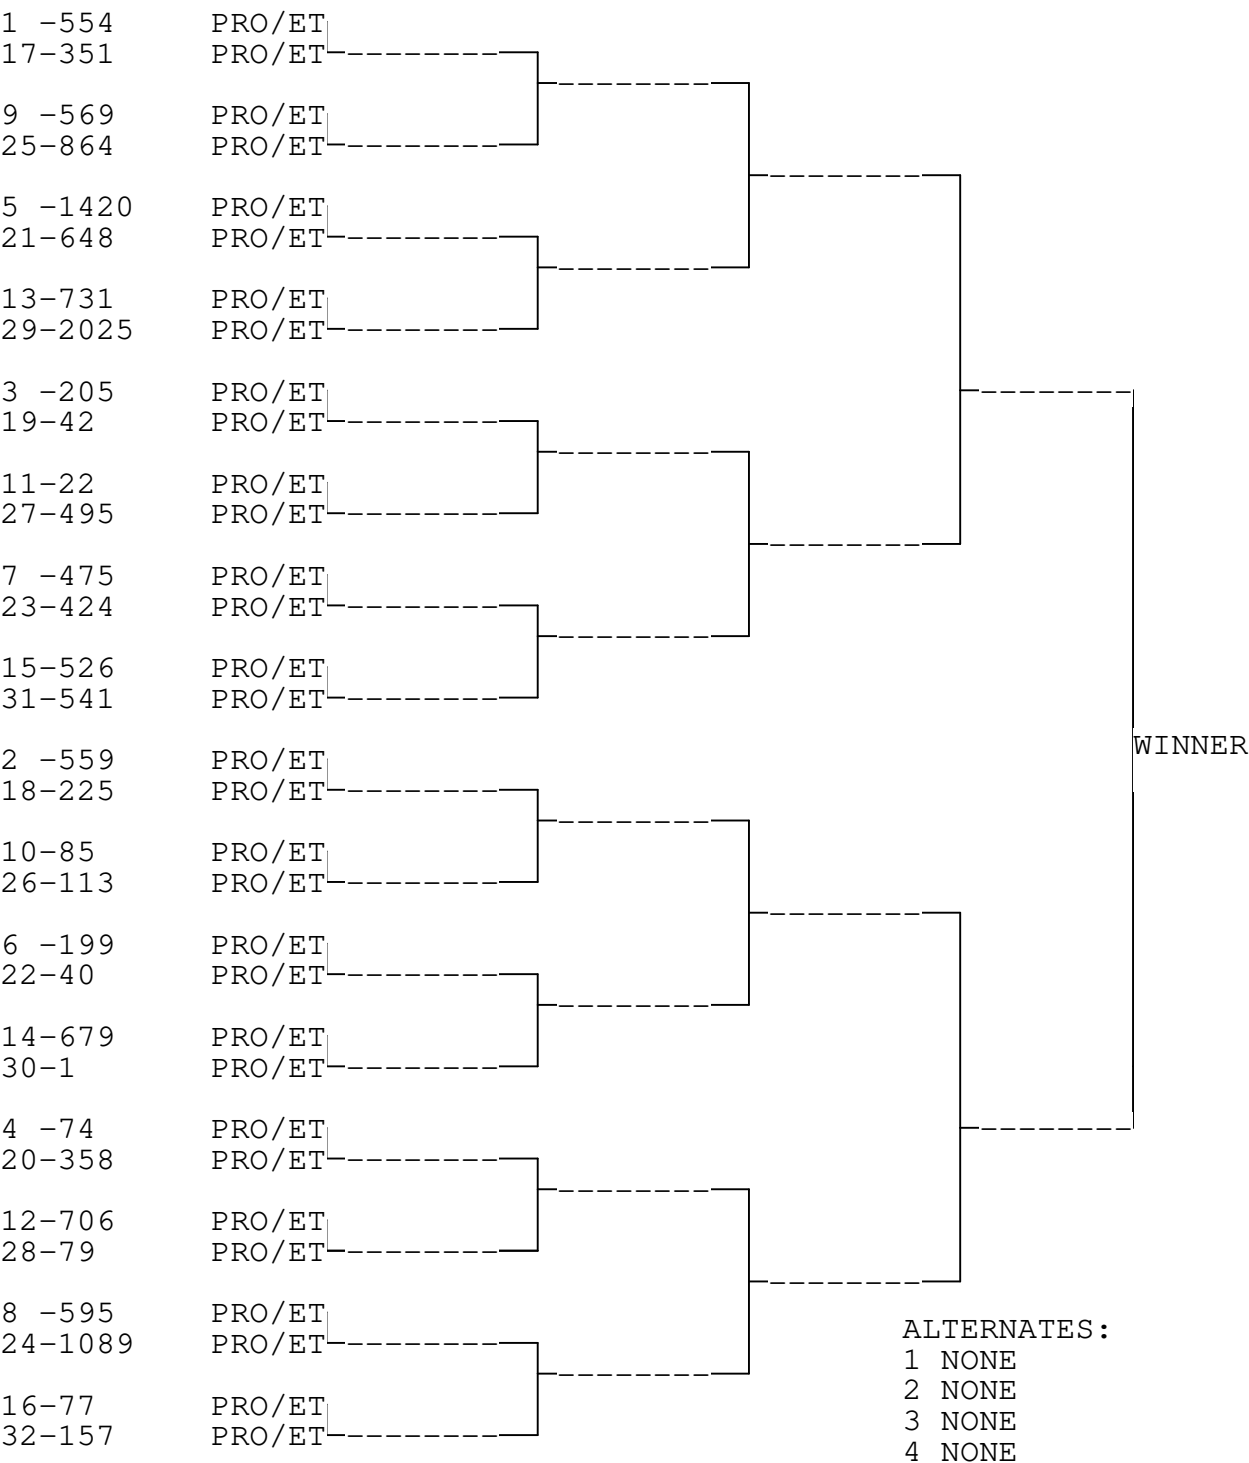 1 -554 PRO/ET
17-351 PRO/ET
9 -569 PRO/ET
25-864 PRO/ET
5 -1420 PRO/ET
21-648 PRO/ET
13-731 PRO/ET
29-2025 PRO/ET
3 -205 PRO/ET
19-42 PRO/ET
11-22 PRO/ET
27-495 PRO/ET
7 -475 PRO/ET
23-424 PRO/ET
15-526 PRO/ET
31-541 PRO/ET
WINNER
2 -559 PRO/ET
18-225 PRO/ET
10-85 PRO/ET
26-113 PRO/ET
6 -199 PRO/ET
22-40 PRO/ET
14-679 PRO/ET
30-1 PRO/ET
4 -74 PRO/ET
20-358 PRO/ET
12-706 PRO/ET
28-79 PRO/ET
8 -595 PRO/ET
24-1089 PRO/ET
16-77 PRO/ET
32-157 PRO/ET
ALTERNATES:
1 NONE
2 NONE
3 NONE
4 NONE